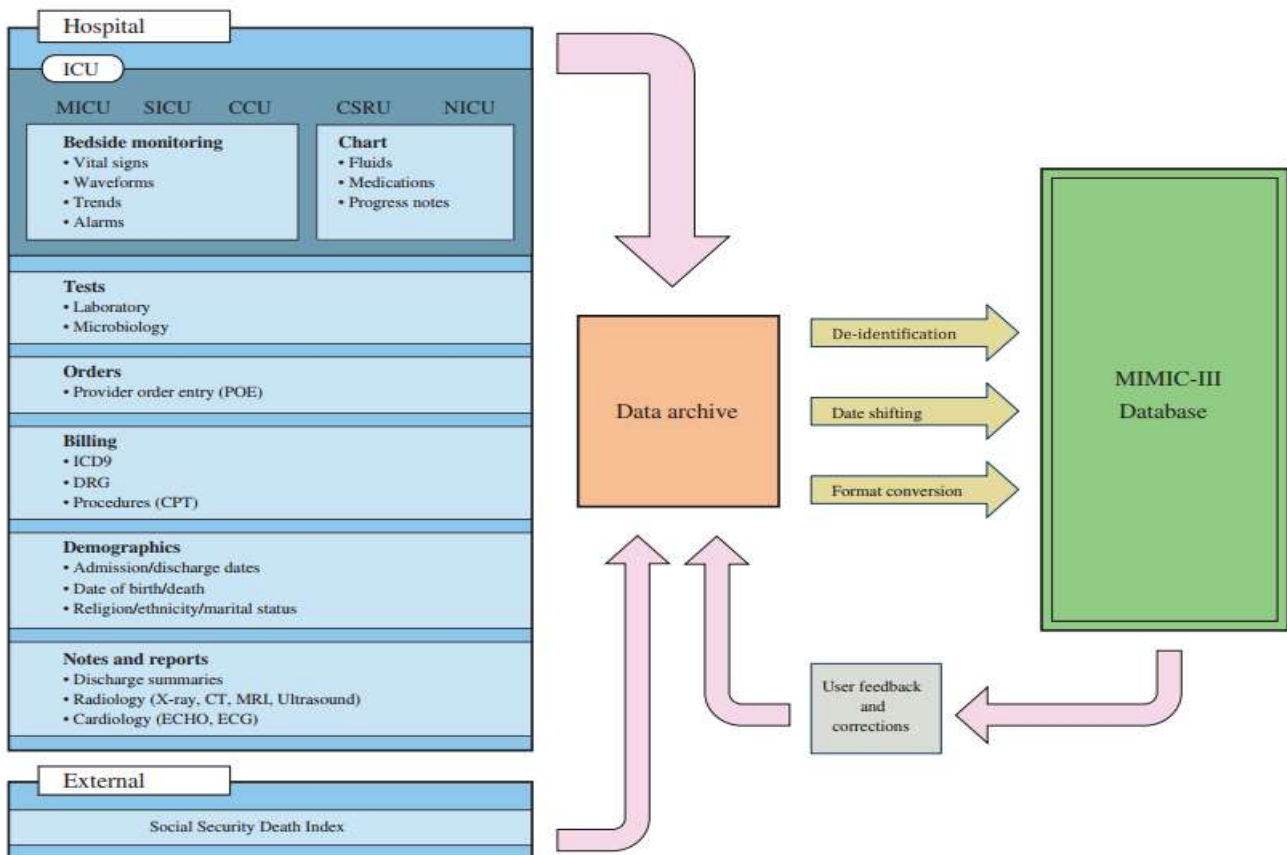 Hospital
ICU
MICU SICU CCU CSRU NICU
Bedside monitoring
• Vital signs
• Waveforms
• Trends
• Alarms
Chart
• Fluids
• Medications
• Progress notes
Tests
• Laboratory
• Microbiology
Orders
• Provider order entry (POE)
Billing
• ICD9
• DRG
• Procedures (CPT)
Demographics
• Admission/discharge dates
• Date of birth/death
• Religion/ethnicity/marital status
Notes and reports
• Discharge summaries
• Radiology (X-ray, CT, MRI, Ultrasound)
• Cardiology (ECHO, ECG)
External
Social Security Death Index
Data archive
De-identification
Date shifting
Format conversion
MIMIC-III
Database
User feedback
and
corrections